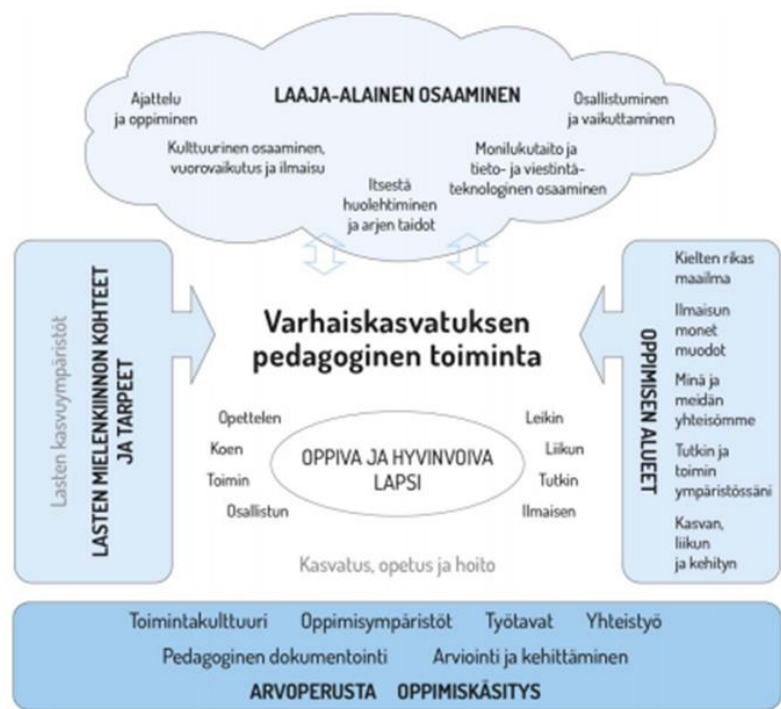 LAAJA-ALAINEN OSAAMINEN
Ajattelu
ja oppiminen
Kulttuurinen osaaminen,
vuorovaikutus ja ilmaisu
Itsestä
huolehtiminen
ja arjen taidot
Monilukutaito ja
tieto- ja viestintä-
teknologinen osaaminen
Osallistuminen
ja vaikuttaminen
Lasten kasvuympäristöt
LASTEN MIELENKIINNON KOHTEET
JA TARPEET
Varhaiskasvatuksen
pedagoginen toiminta
Opettelen
Koen
Toimin
Osallistun
OPPIVA JA HYVINVOIVA
LAPSI
Leikin
Liikun
Tutkin
Ilmaisen
Kasvatus, opetus ja hoito
OPPIMISEN ALUEET
Kielten rikas
maailma
Ilmaisun
monet
muodot
Minä ja
meidän
yhteisömme
Tutkin ja
toimin
ympäristössäni
Kasvan,
liikun
ja kehityn
Toimintakulttuuri Oppimisympäristöt Työtavat Yhteistyö
Pedagoginen dokumentointi Arviointi ja kehittäminen
ARVOPERUSTA OPPIMISKÄSITYS